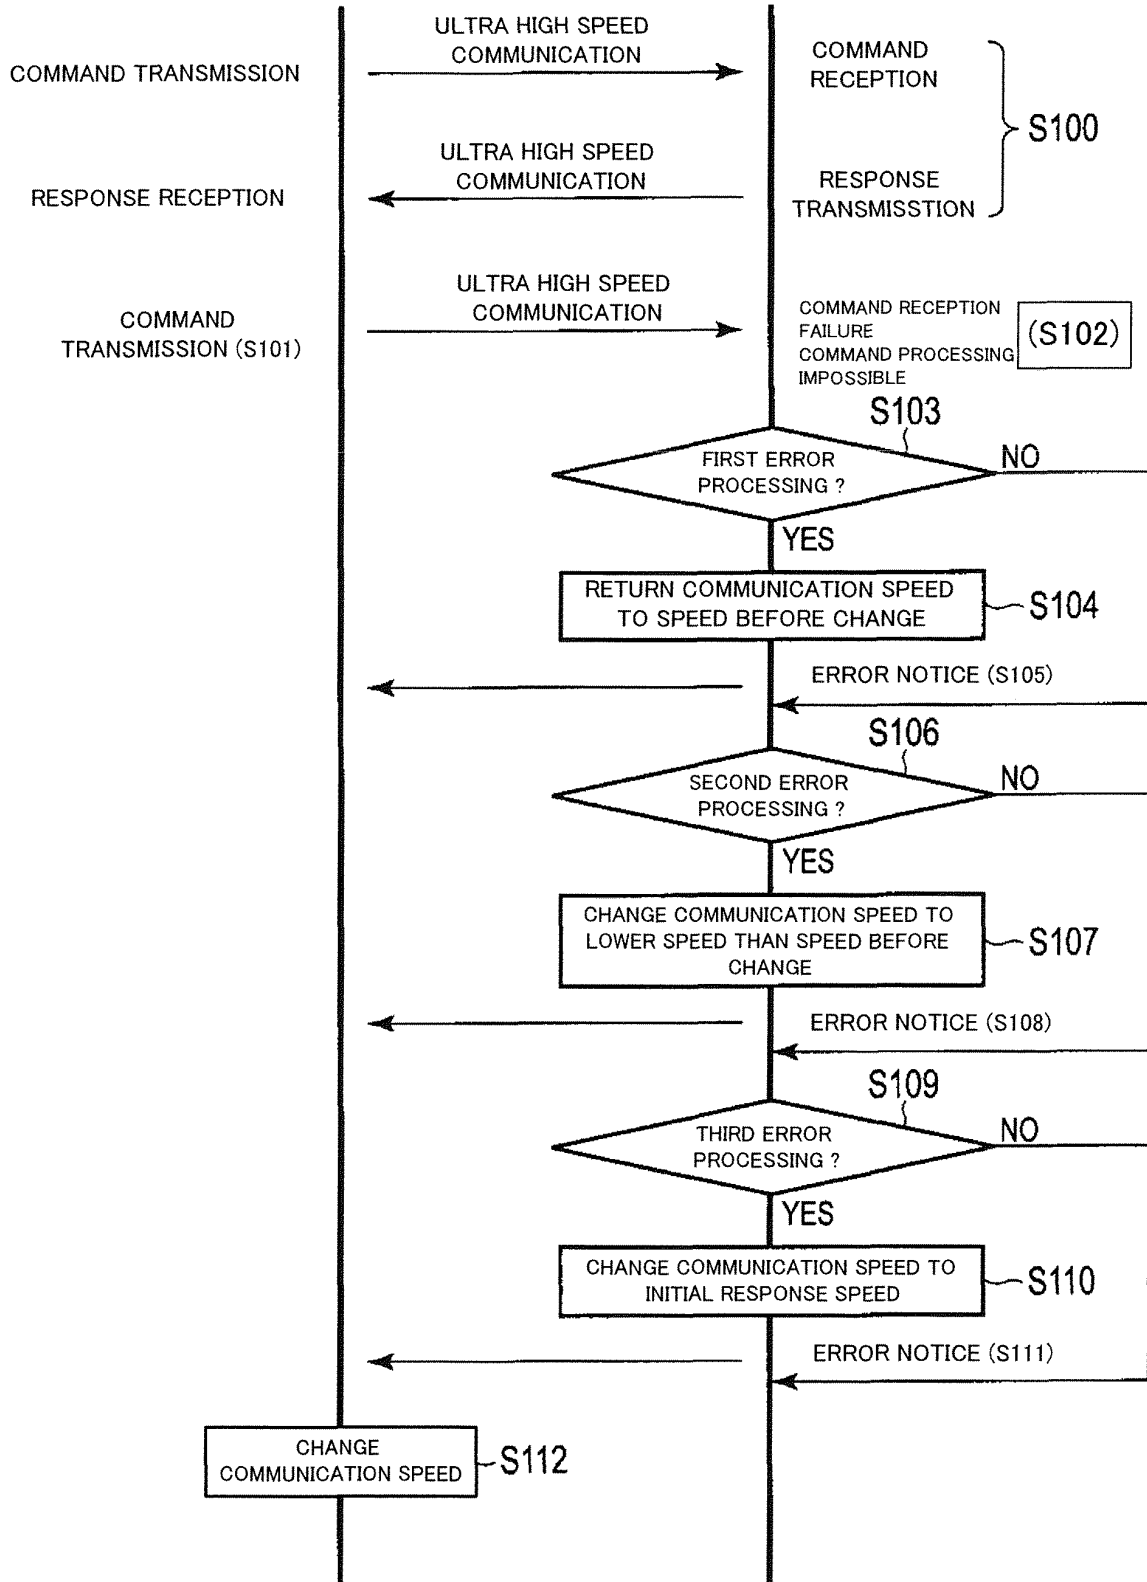 ULTRA HIGH SPEED
COMMUNICATION
COMMAND TRANSMISSION
COMMAND
RECEPTION
S100
ULTRA HIGH SPEED
COMMUNICATION
RESPONSE RECEPTION
RESPONSE
TRANSMISSTION
ULTRA HIGH SPEED
COMMUNICATION
COMMAND
TRANSMISSION (S101)
COMMAND RECEPTION
FAILURE
COMMAND PROCESSING
IMPOSSIBLE
(S102)
S103
FIRST ERROR
PROCESSING ?
NO
YES
RETURN COMMUNICATION SPEED
TO SPEED BEFORE CHANGE
S104
ERROR NOTICE (S105)
S106
SECOND ERROR
PROCESSING ?
NO
YES
CHANGE COMMUNICATION SPEED TO
LOWER SPEED THAN SPEED BEFORE
CHANGE
S107
ERROR NOTICE (S108)
S109
THIRD ERROR
PROCESSING ?
NO
YES
CHANGE COMMUNICATION SPEED TO
INITIAL RESPONSE SPEED
S110
ERROR NOTICE (S111)
CHANGE
COMMUNICATION SPEED
S112